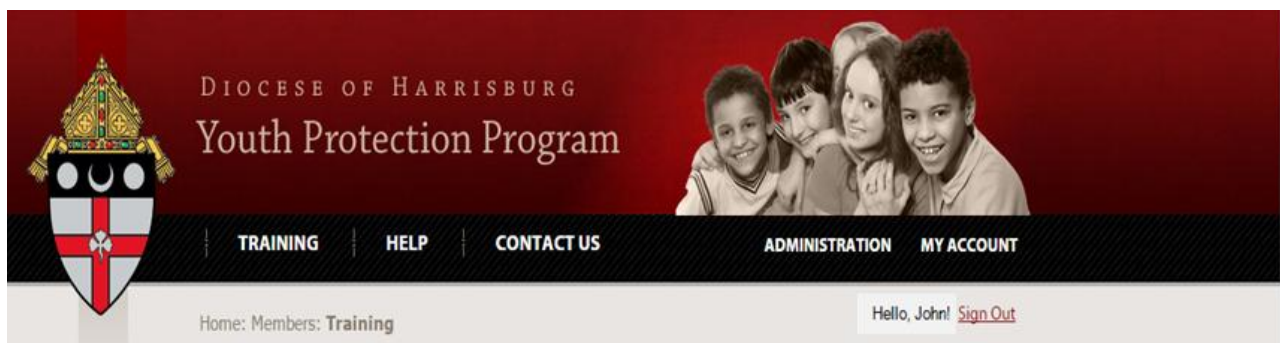 DIOCESE OF HARRISBURG
Youth Protection Program
TRAINING HELP CONTACT US ADMINISTRATION MY ACCOUNT
Home: Members: Training Hello, John! Sign Out